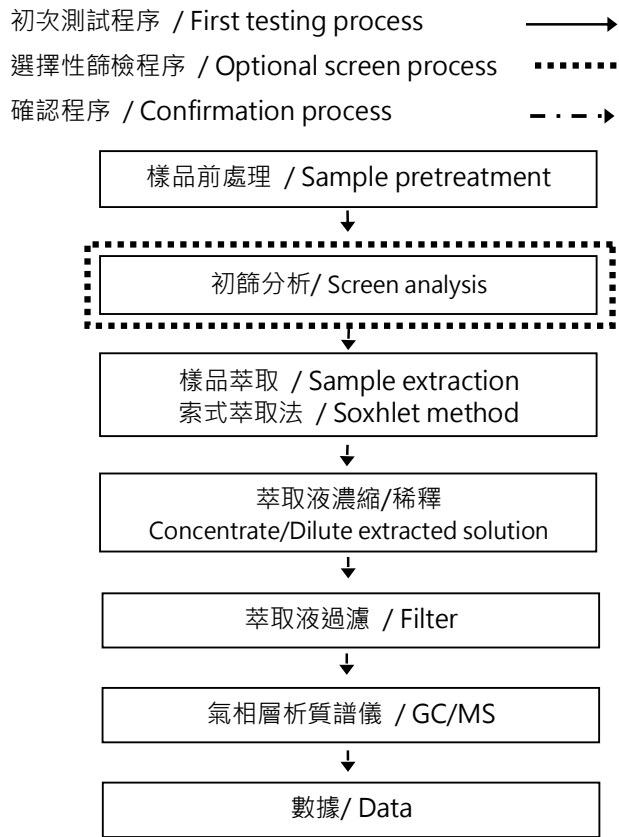 初次測試程序 / First testing process
選擇性篩檢程序 / Optional screen process
確認程序 / Confirmation process
樣品前處理 / Sample pretreatment
初篩分析/ Screen analysis
樣品萃取 / Sample extraction
索式萃取法 / Soxhlet method
萃取液濃縮/稀釋
Concentrate/Dilute extracted solution
萃取液過濾 / Filter
氣相層析質譜儀 / GC/MS
數據/ Data